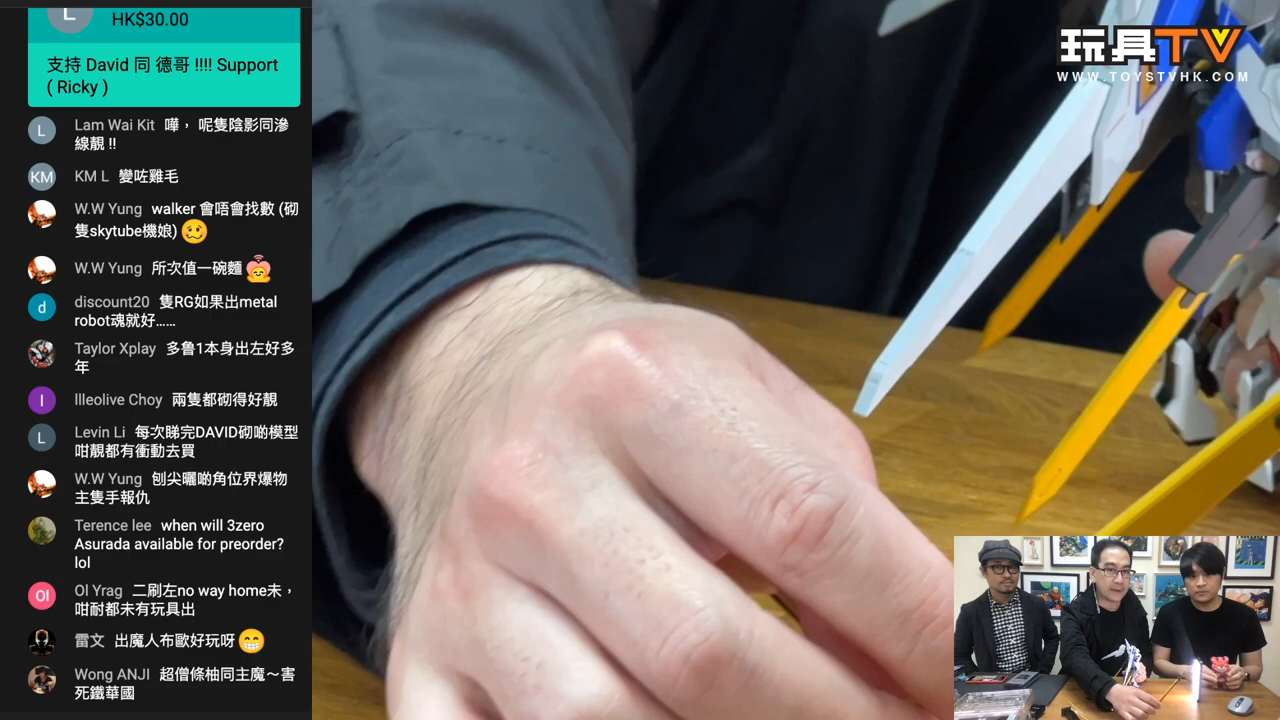 L
HK$30.00
支持 David 同 德哥 !!!! Support
( Ricky )
L
Lam Wai Kit 嘩， 呢隻陰影同滲
線靚 !!
KM
KM L 變咗雞毛
W.W Yung walker 會唔會找數 (砌
隻skytube機娘)
W.W Yung 所次值一碗麵
d
discount20 隻RG如果出metal
robot魂就好......
Taylor Xplay 多魯1本身出左好多
年
I
Illeolive Choy 兩隻都砌得好靚
L
Levin Li 每次睇完DAVID砌啲模型
咁靚都有衝動去買
W.W Yung 刨尖曬啲角位界爆物
主隻手報仇
Terence lee when will 3zero
Asurada available for preorder?
lol
Ol
Ol Yrag 二刷左no way home未，
咁耐都未有玩具出
雷文 出魔人布歐好玩呀
Wong ANJI 超僧條柚同主魔～害
死鐵華國
玩具TV
WWW.TOYSTVHK.COM